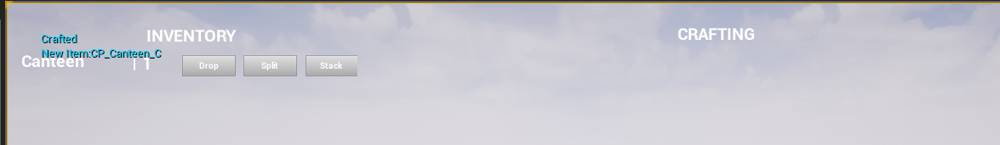 INVENTORY
CRAFTING
Crafted
New Item:CP_Canteen_C
Canteen | 1
Drop
Split
Stack